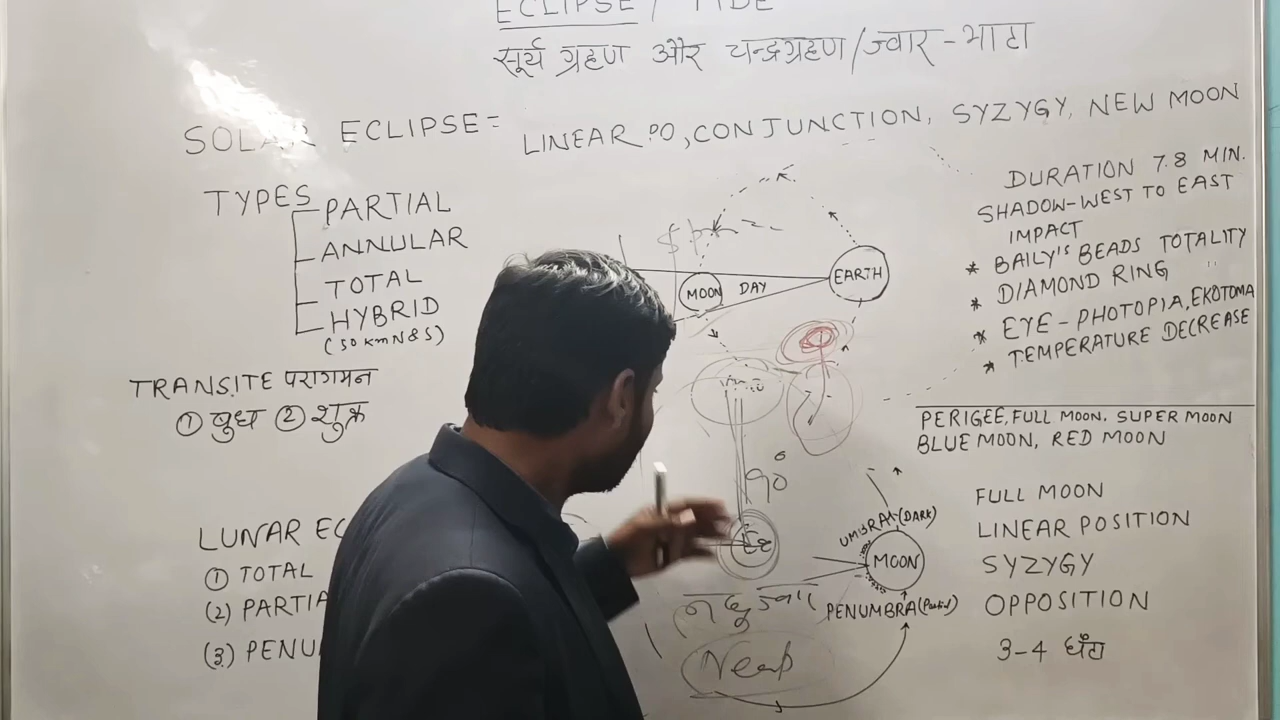 ECLIPSE / TIDE
सूर्य ग्रहण और चन्द्रग्रहण/ज्वार-भाटा
SOLAR ECLIPSE=
LINEAR PO, CONJUNCTION, SYZYGY, NEW MOON
TYPES
PARTIAL
ANNULAR
TOTAL
HYBRID
(50 km N & S)
TRANSITE परागमन
① बुध ② शुक्र
MOON
DAY
EARTH
DURATION 7.8 MIN.
SHADOW-WEST TO EAST
IMPACT
* BAILY'S BEADS TOTALITY
* DIAMOND RING "
* EYE - PHOTOPIA, EKOTOMA
* TEMPERATURE DECREASE
PERIGEE, FULL MOON. SUPER MOON
BLUE MOON, RED MOON
90°
LUNAR EC
① TOTAL
(2) PARTIA
(3) PENU
UMBRA (DARK)
MOON
PENUMBRA (Partial)
Neap
FULL MOON
LINEAR POSITION
SYZYGY
OPPOSITION
3-4 घंटा